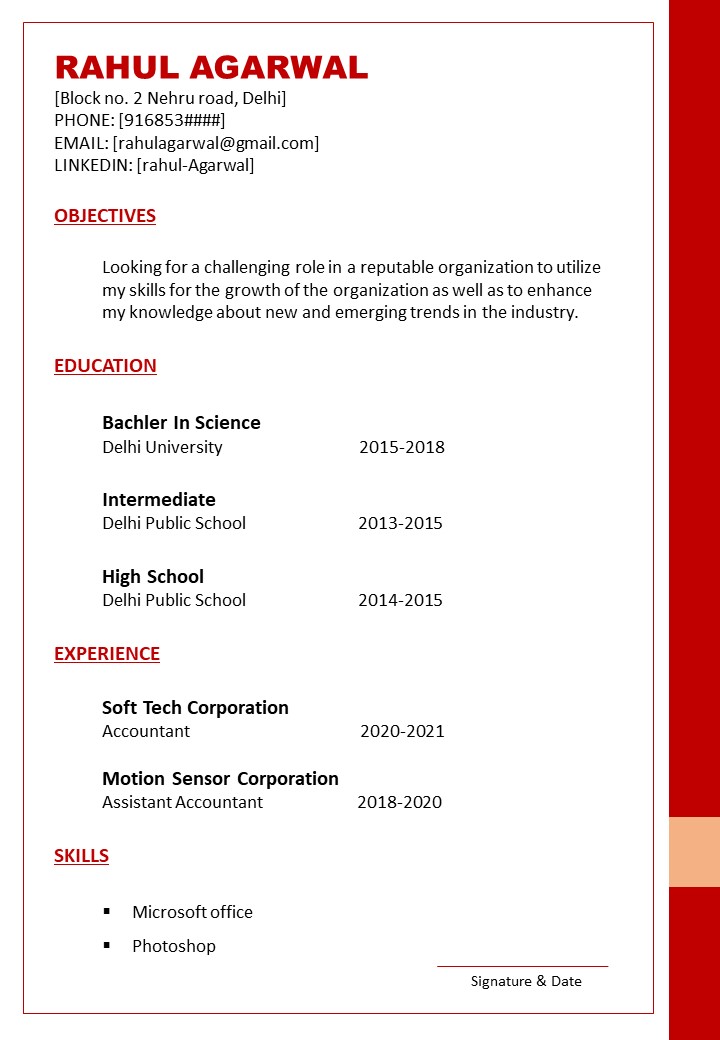 RAHUL AGARWAL
[Block no. 2 Nehru road, Delhi]
PHONE: [916853####]
EMAIL: [rahulagarwal@gmail.com]
LINKEDIN: [rahul-Agarwal]
OBJECTIVES
Looking for a challenging role in a reputable organization to utilize
my skills for the growth of the organization as well as to enhance
my knowledge about new and emerging trends in the industry.
EDUCATION
Bachler In Science
Delhi University 2015-2018
Intermediate
Delhi Public School 2013-2015
High School
Delhi Public School 2014-2015
EXPERIENCE
Soft Tech Corporation
Accountant 2020-2021
Motion Sensor Corporation
Assistant Accountant 2018-2020
SKILLS
▪ Microsoft office
▪ Photoshop
Signature & Date